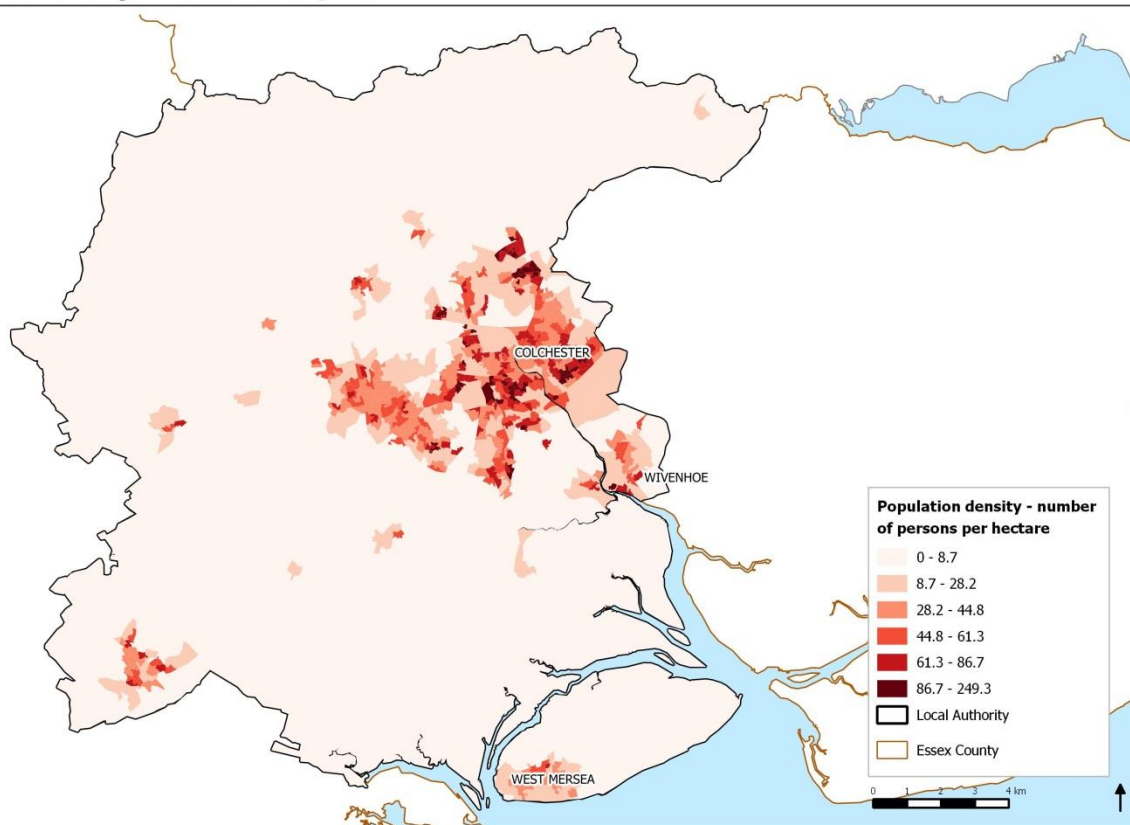 COLCHESTER
WIVENHOE
WEST MERSEA
Population density - number
of persons per hectare
0 - 8.7
8.7 - 28.2
28.2 - 44.8
44.8 - 61.3
61.3 - 86.7
86.7 - 249.3
Local Authority
Essex County
0 1 2 3 4 km